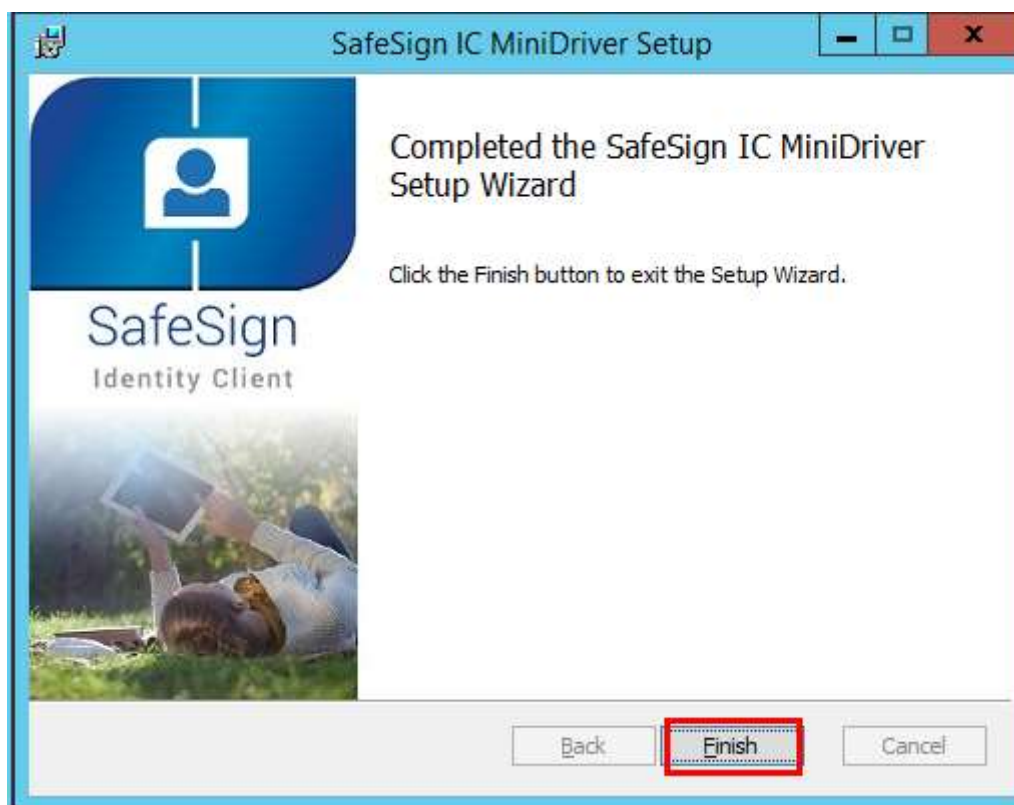 SafeSign IC MiniDriver Setup
Completed the SafeSign IC MiniDriver
Setup Wizard
Click the Finish button to exit the Setup Wizard.
SafeSign
Identity Client
Back
Finish
Cancel